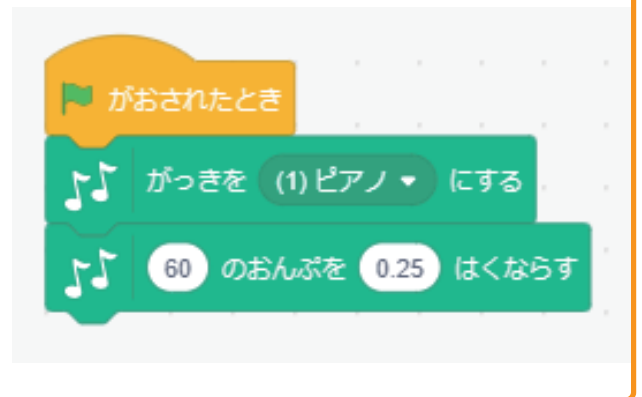 がおされたとき
がっきを (1) ピアノ にする
60 のおんぷを 0.25 はくならす